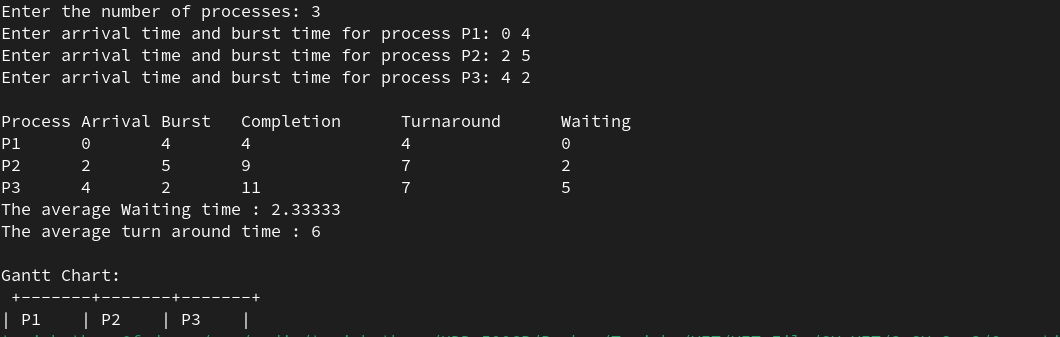 Enter the number of processes: 3
Enter arrival time and burst time for process P1: 0 4
Enter arrival time and burst time for process P2: 2 5
Enter arrival time and burst time for process P3: 4 2
Process Arrival Burst Completion Turnaround Waiting
P1 0 4 4 4 0
P2 2 5 9 7 2
P3 4 2 11 7 5
The average Waiting time : 2.33333
The average turn around time : 6
Gantt Chart:
+-------+-------+-------+
| P1 | P2 | P3 |